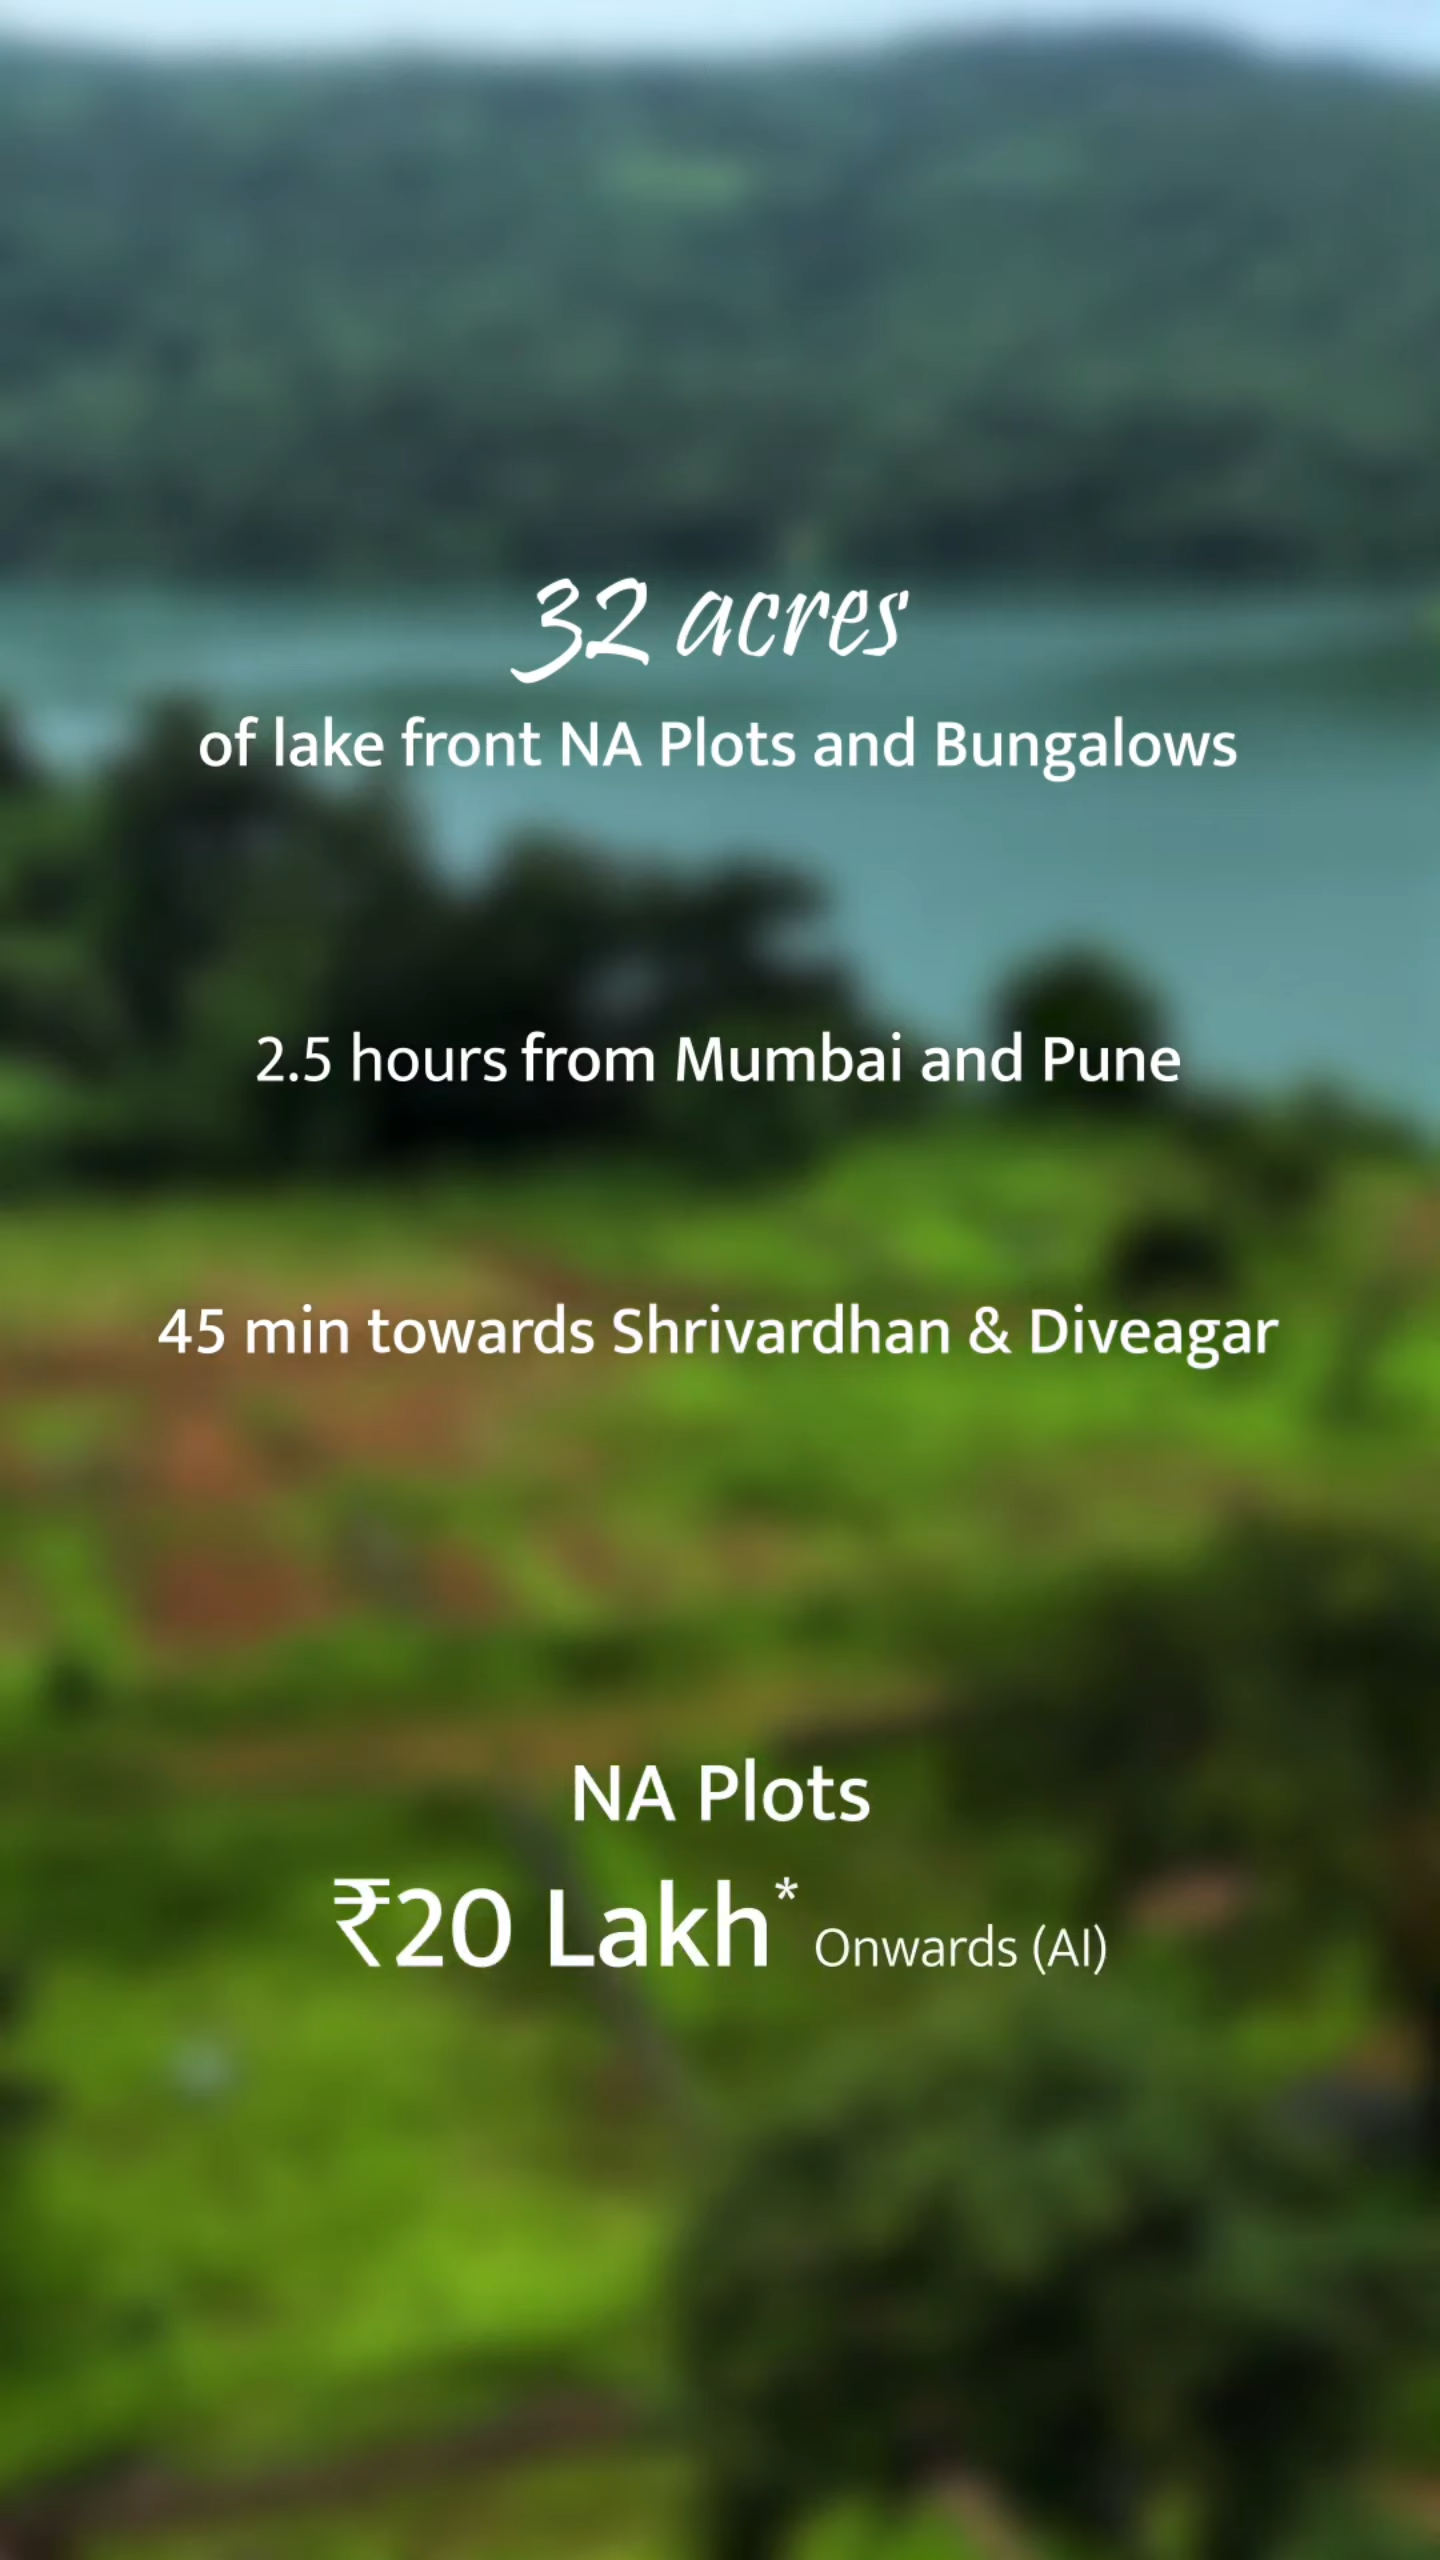 32 acres
of lake front NA Plots and Bungalows
2.5 hours from Mumbai and Pune
45 min towards Shrivardhan & Diveagar
NA Plots
₹20 Lakh* Onwards (AI)